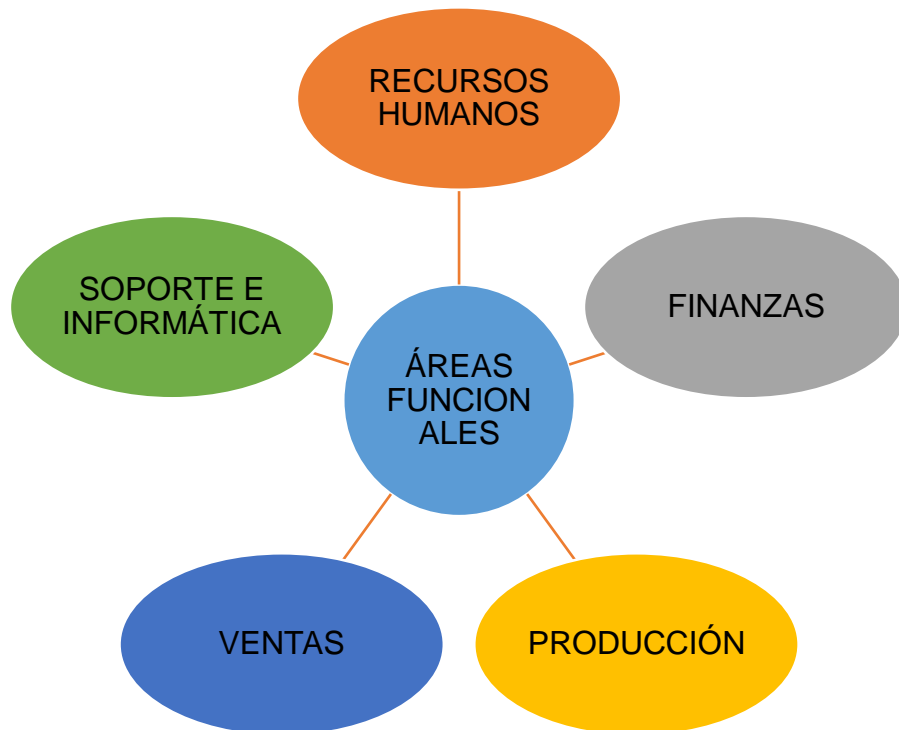 RECURSOS
HUMANOS
SOPORTE E
INFORMÁTICA
FINANZAS
ÁREAS
FUNCION
ALES
VENTAS
PRODUCCIÓN